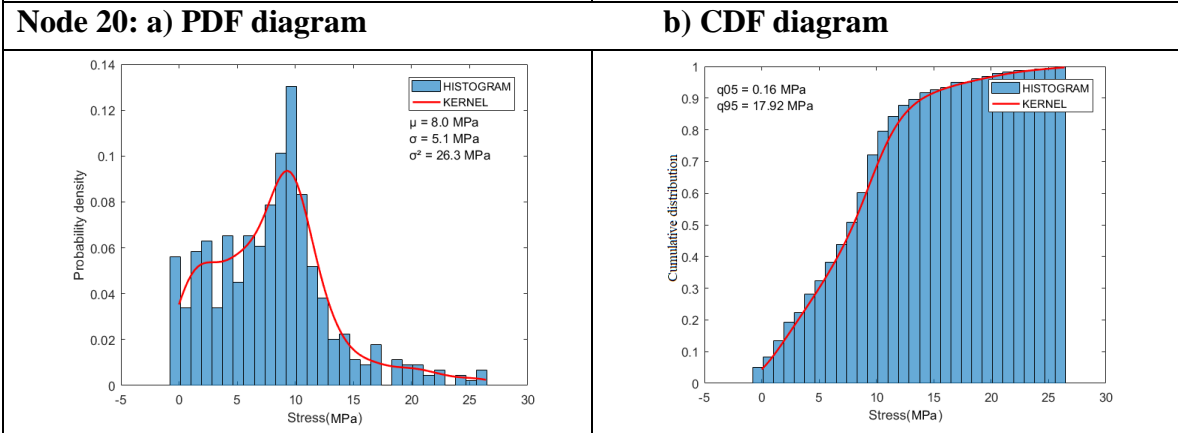 Node 20: a) PDF diagram
b) CDF diagram
0.14
0.12
0.1
0.08
0.06
0.04
0.02
0
-5
0
5
10
15
20
25
30
Probability density
Stress(MPa)
HISTOGRAM
KERNEL
μ = 8.0 MPa
σ = 5.1 MPa
σ² = 26.3 MPa
1
0.9
0.8
0.7
0.6
0.5
0.4
0.3
0.2
0.1
0
-5
0
5
10
15
20
25
30
Cumulative distribution
Stress(MPa)
q05 = 0.16 MPa
q95 = 17.92 MPa
HISTOGRAM
KERNEL